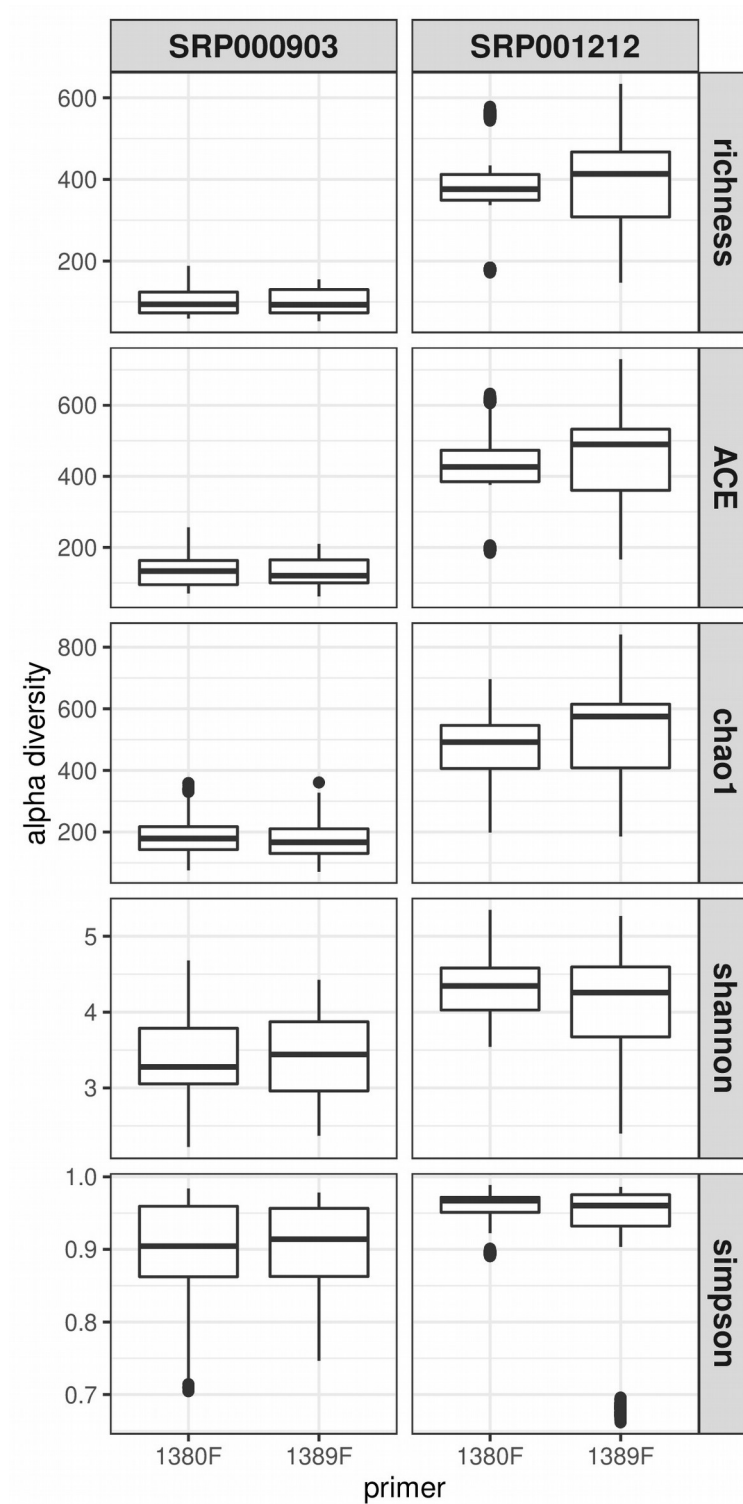 SRP000903 SRP001212
600
400
200
richness
600
400
200
ACE
800
600
400
200
chao1
5
4
3
shannon
1.0
0.9
0.8
0.7
simpson
alpha diversity
1380F 1389F 1380F 1389F
primer